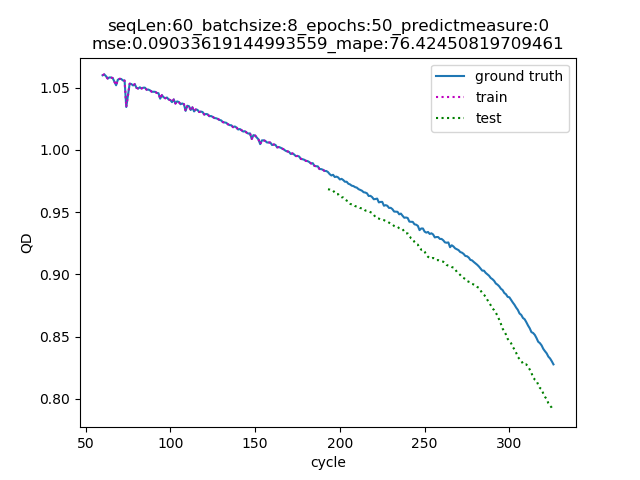 seqLen:60_batchsize:8_epochs:50_predictmeasure:0
mse:0.09033619144993559_mape:76.42450819709461
ground truth
train
test
QD
1.05
1.00
0.95
0.90
0.85
0.80
50 100 150 200 250 300
cycle